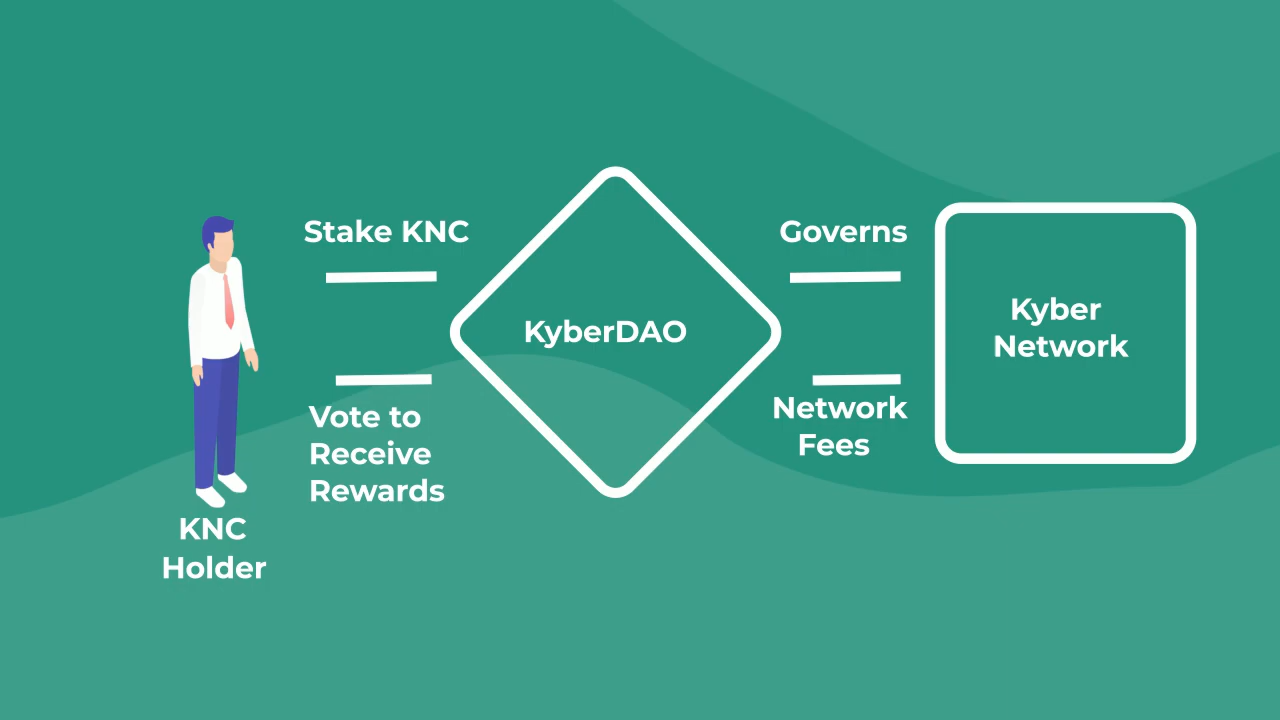 Stake KNC
Governs
KyberDAO
Kyber
Network
Vote to
Receive
Rewards
Network
Fees
KNC
Holder